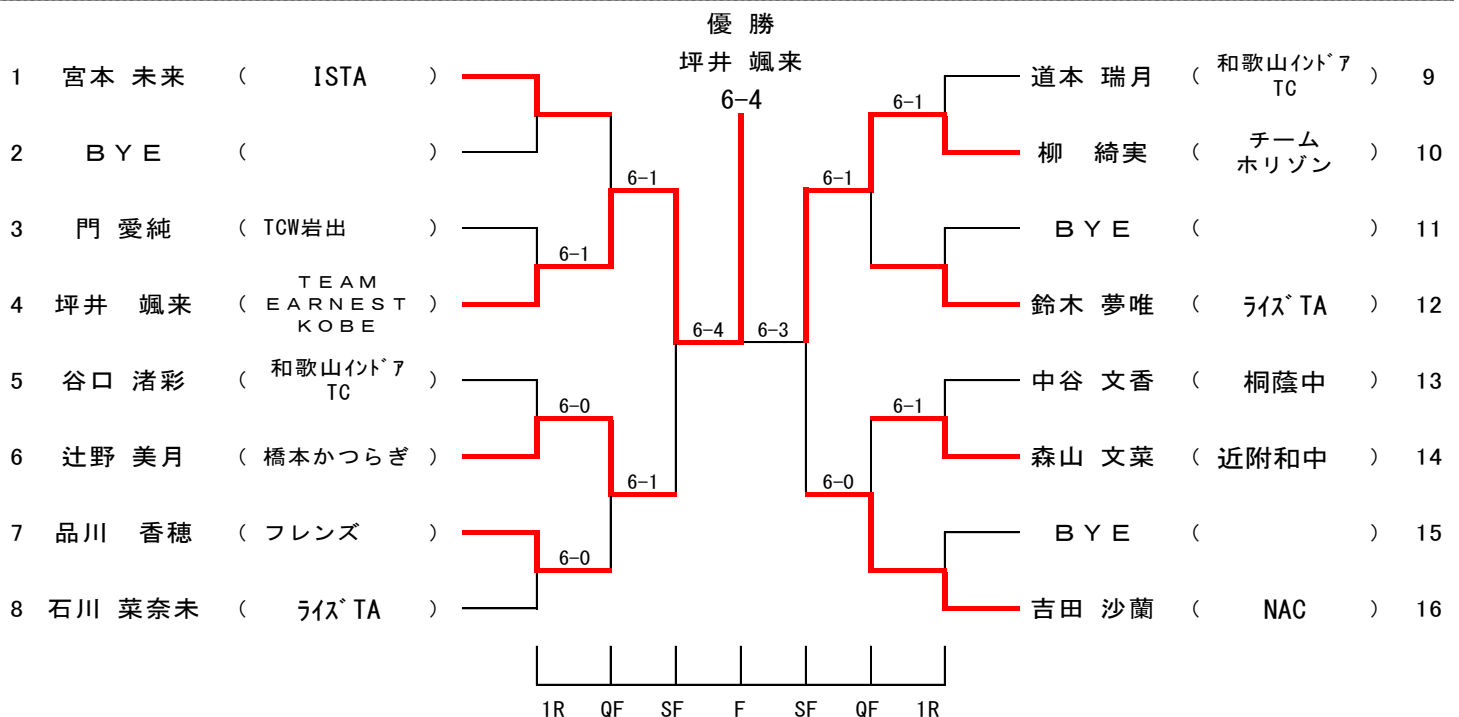 優 勝
坪井 颯来
6-4
1 宮本 未来 ( ISTA )
2 ＢＹＥ ( )
6-1
3 門 愛純 ( TCW岩出 )
6-1
4 坪井 颯来 ( ＴＥＡＭ
ＥＡＲＮＥＳＴ
ＫＯＢＥ )
6-4
5 谷口 渚彩 ( 和歌山ｲﾝﾄﾞｱ
TC )
6-0
6 辻野 美月 ( 橋本かつらぎ )
6-1
7 品川 香穂 ( フレンズ )
6-0
8 石川 菜奈未 ( ﾗｲｽﾞTA )
道本 瑞月 ( 和歌山ｲﾝﾄﾞｱ
TC ) 9
6-1
柳 綺実 ( チーム
ホリゾン ) 10
6-1
ＢＹＥ ( ) 11
鈴木 夢唯 ( ﾗｲｽﾞTA ) 12
6-3
中谷 文香 ( 桐蔭中 ) 13
6-1
森山 文菜 ( 近附和中 ) 14
6-0
ＢＹＥ ( ) 15
吉田 沙蘭 ( NAC ) 16
1R QF SF F SF QF 1R